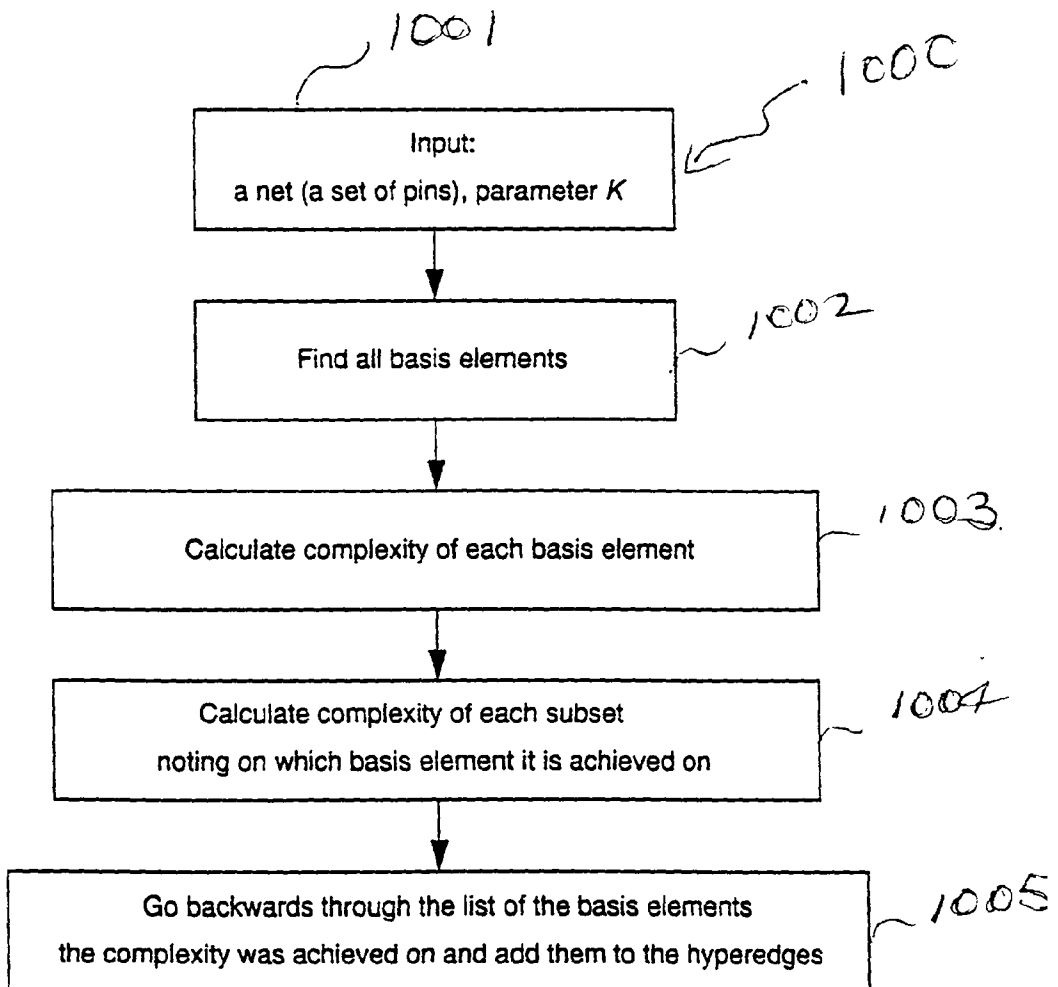 1001
1000
Input:
a net (a set of pins), parameter K
1002
Find all basis elements
1003
Calculate complexity of each basis element
1004
Calculate complexity of each subset
noting on which basis element it is achieved on
1005
Go backwards through the list of the basis elements
the complexity was achieved on and add them to the hyperedges